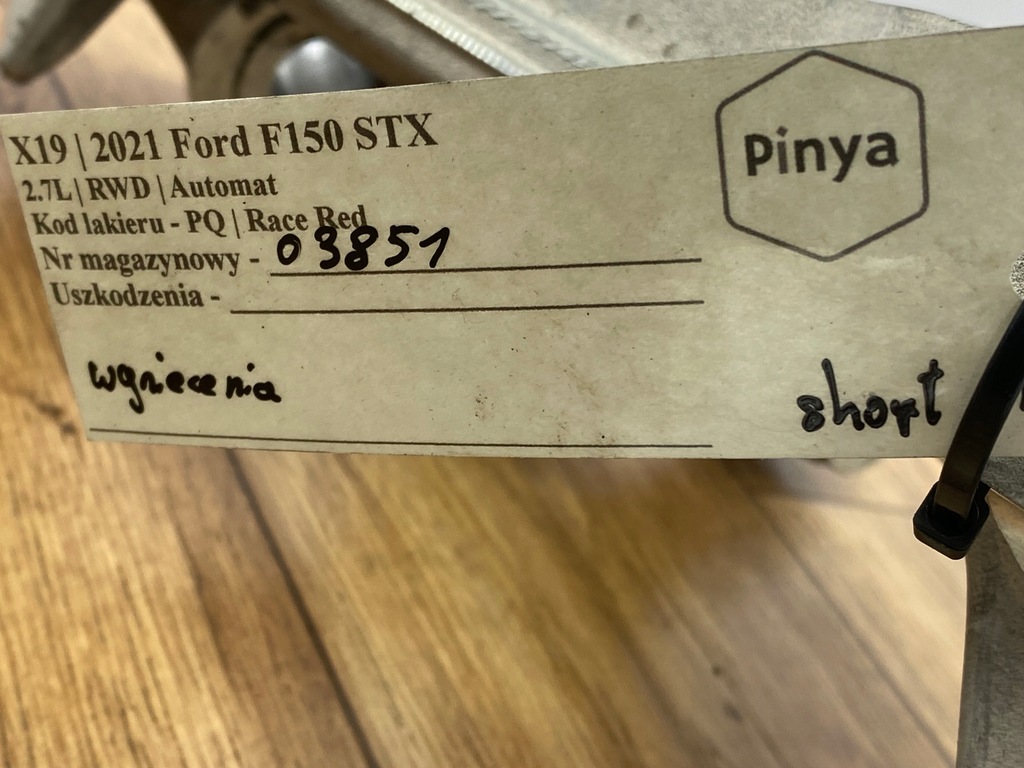 X19 | 2021 Ford F150 STX
2.7L | RWD | Automat
Kod lakieru - PQ | Race Red
Nr magazynowy - 03851
Uszkodzenia -
wgniecenia
Pinya
short